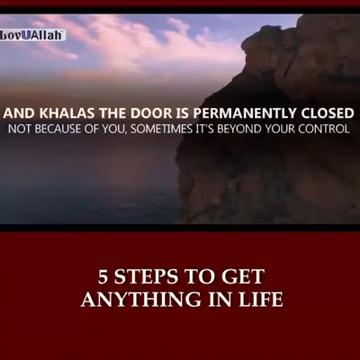 LovUAllah
AND KHALAS THE DOOR IS PERMANENTLY CLOSED
NOT BECAUSE OF YOU, SOMETIMES IT'S BEYOND YOUR CONTROL
5 STEPS TO GET
ANYTHING IN LIFE